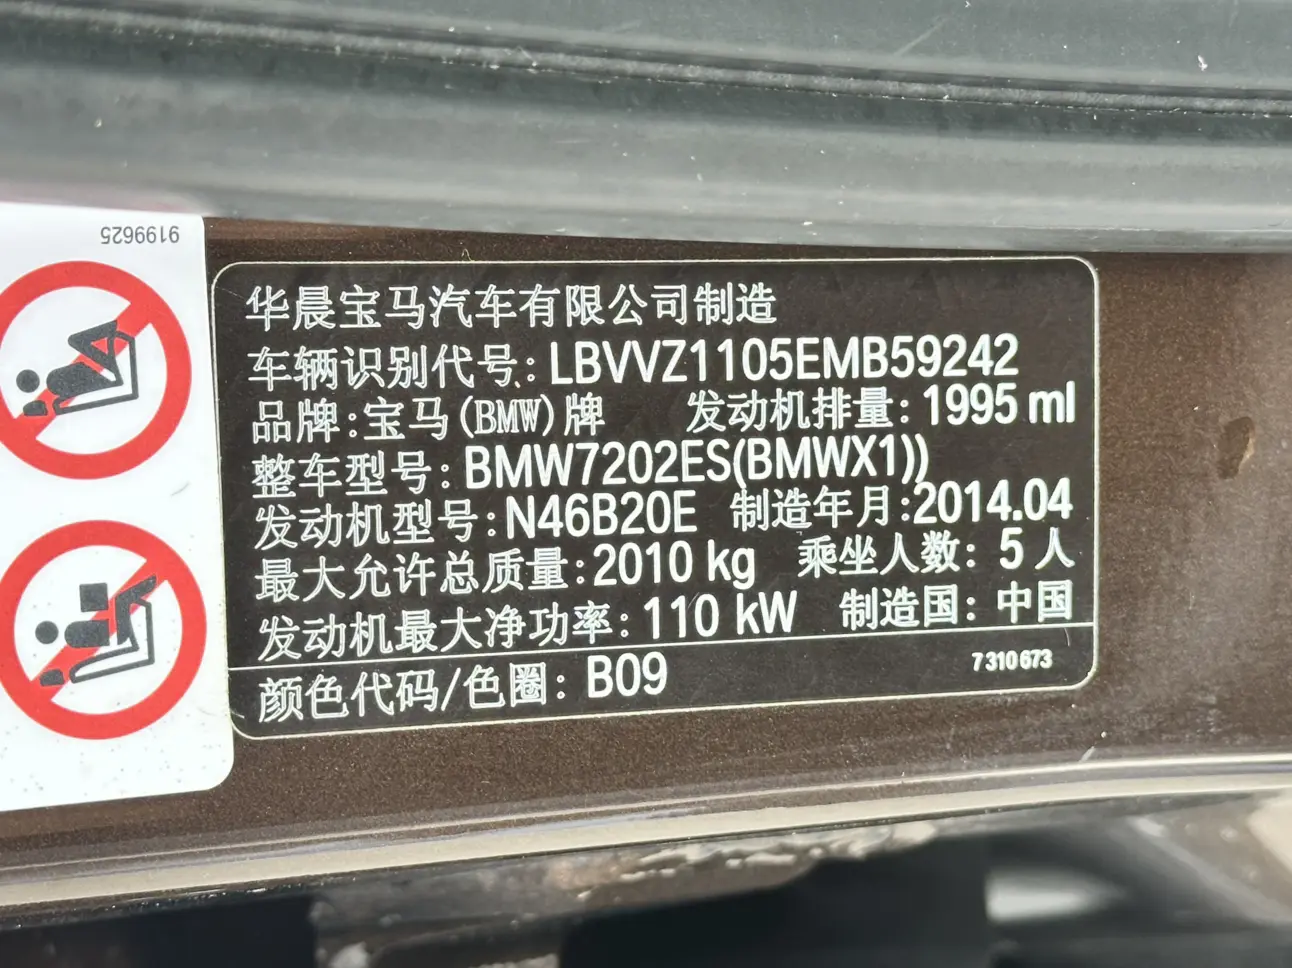 9199625
华晨宝马汽车有限公司制造
车辆识别代号: LBVVZ1105EMB59242
品牌:宝马(BMW)牌 发动机排量: 1995 ml
整车型号: BMW7202ES(BMWX1))
发动机型号: N46B20E 制造年月:2014.04
最大允许总质量: 2010 kg 乘坐人数: 5 人
发动机最大净功率: 110 kW 制造国: 中国
7310673
颜色代码/色圈: B09